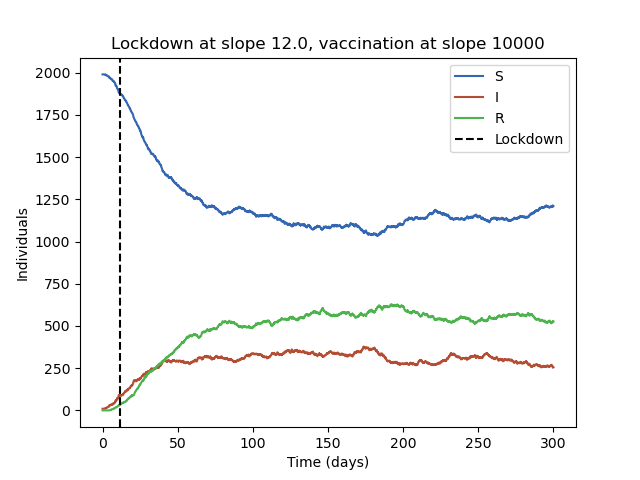 Lockdown at slope 12.0, vaccination at slope 10000
2000
1750
1500
1250
1000
750
500
250
0
Individuals
S
I
R
Lockdown
0 50 100 150 200 250 300
Time (days)